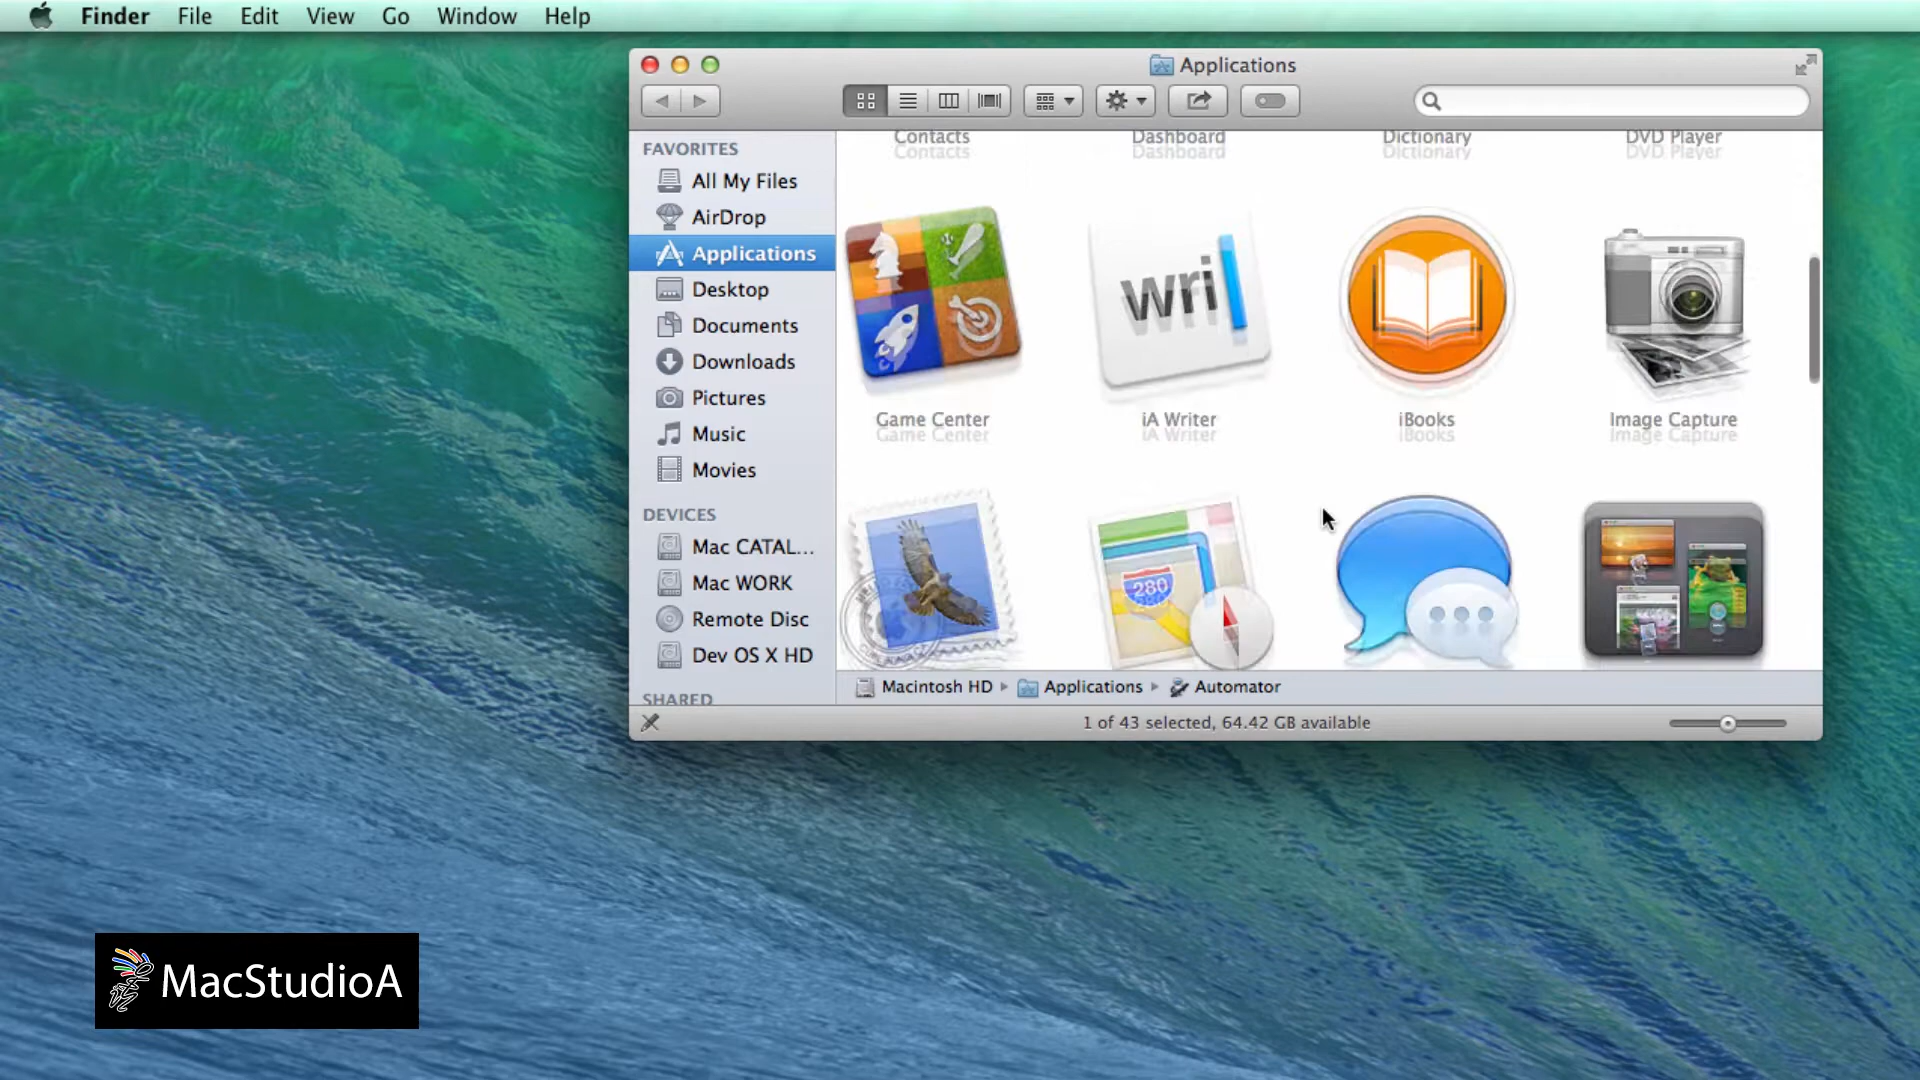 Finder File Edit View Go Window Help
Applications
FAVORITES
All My Files
AirDrop
Applications
Desktop
Documents
Downloads
Pictures
Music
Movies
DEVICES
Mac CATAL...
Mac WORK
Remote Disc
Dev OS X HD
SHARED
Contacts Dashboard Dictionary DVD Player
wri
Game Center iA Writer iBooks Image Capture
280
Macintosh HD Applications Automator
1 of 43 selected, 64.42 GB available
MacStudioA